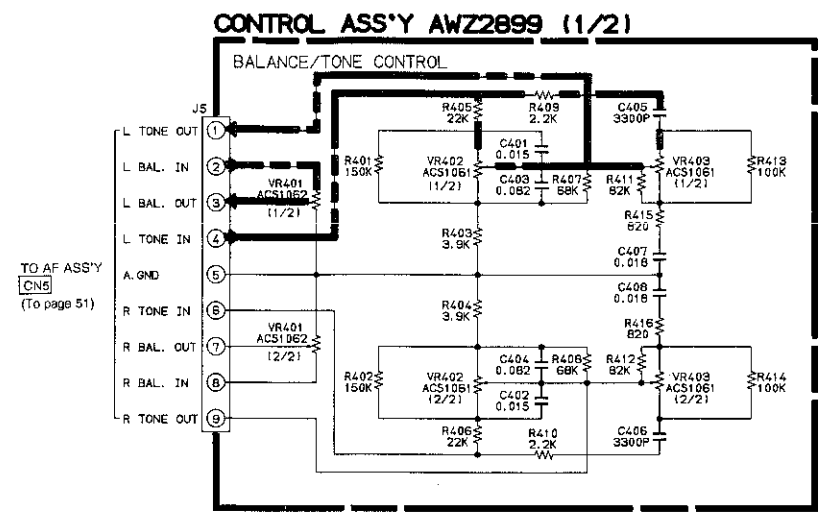 CONTROL ASS'Y AWZ2899 (1/2)
BALANCE/TONE CONTROL
J5
L TONE OUT 1
L BAL. IN 2
L BAL. OUT 3
L TONE IN 4
A.GND 5
R TONE IN 6
R BAL. OUT 7
R BAL. IN 8
R TONE OUT 9
TO AF ASS'Y
CN5
(To page 51)
VR401
ACS1062
(1/2)
VR401
ACS1062
(2/2)
R405
22K
R409
2.2K
C405
3300P
R401
150K
VR402
ACS1061
(1/2)
C401
0.015
C403
0.082
R407
68K
R411
82K
VR403
ACS1061
(1/2)
R413
100K
R415
820
R403
3.9K
C407
0.018
C408
0.018
R404
3.9K
R416
820
R402
150K
VR402
ACS1061
(2/2)
C404
0.082
C402
0.015
R408
68K
R412
82K
VR403
ACS1061
(2/2)
R414
100K
R406
22K
R410
2.2K
C406
3300P